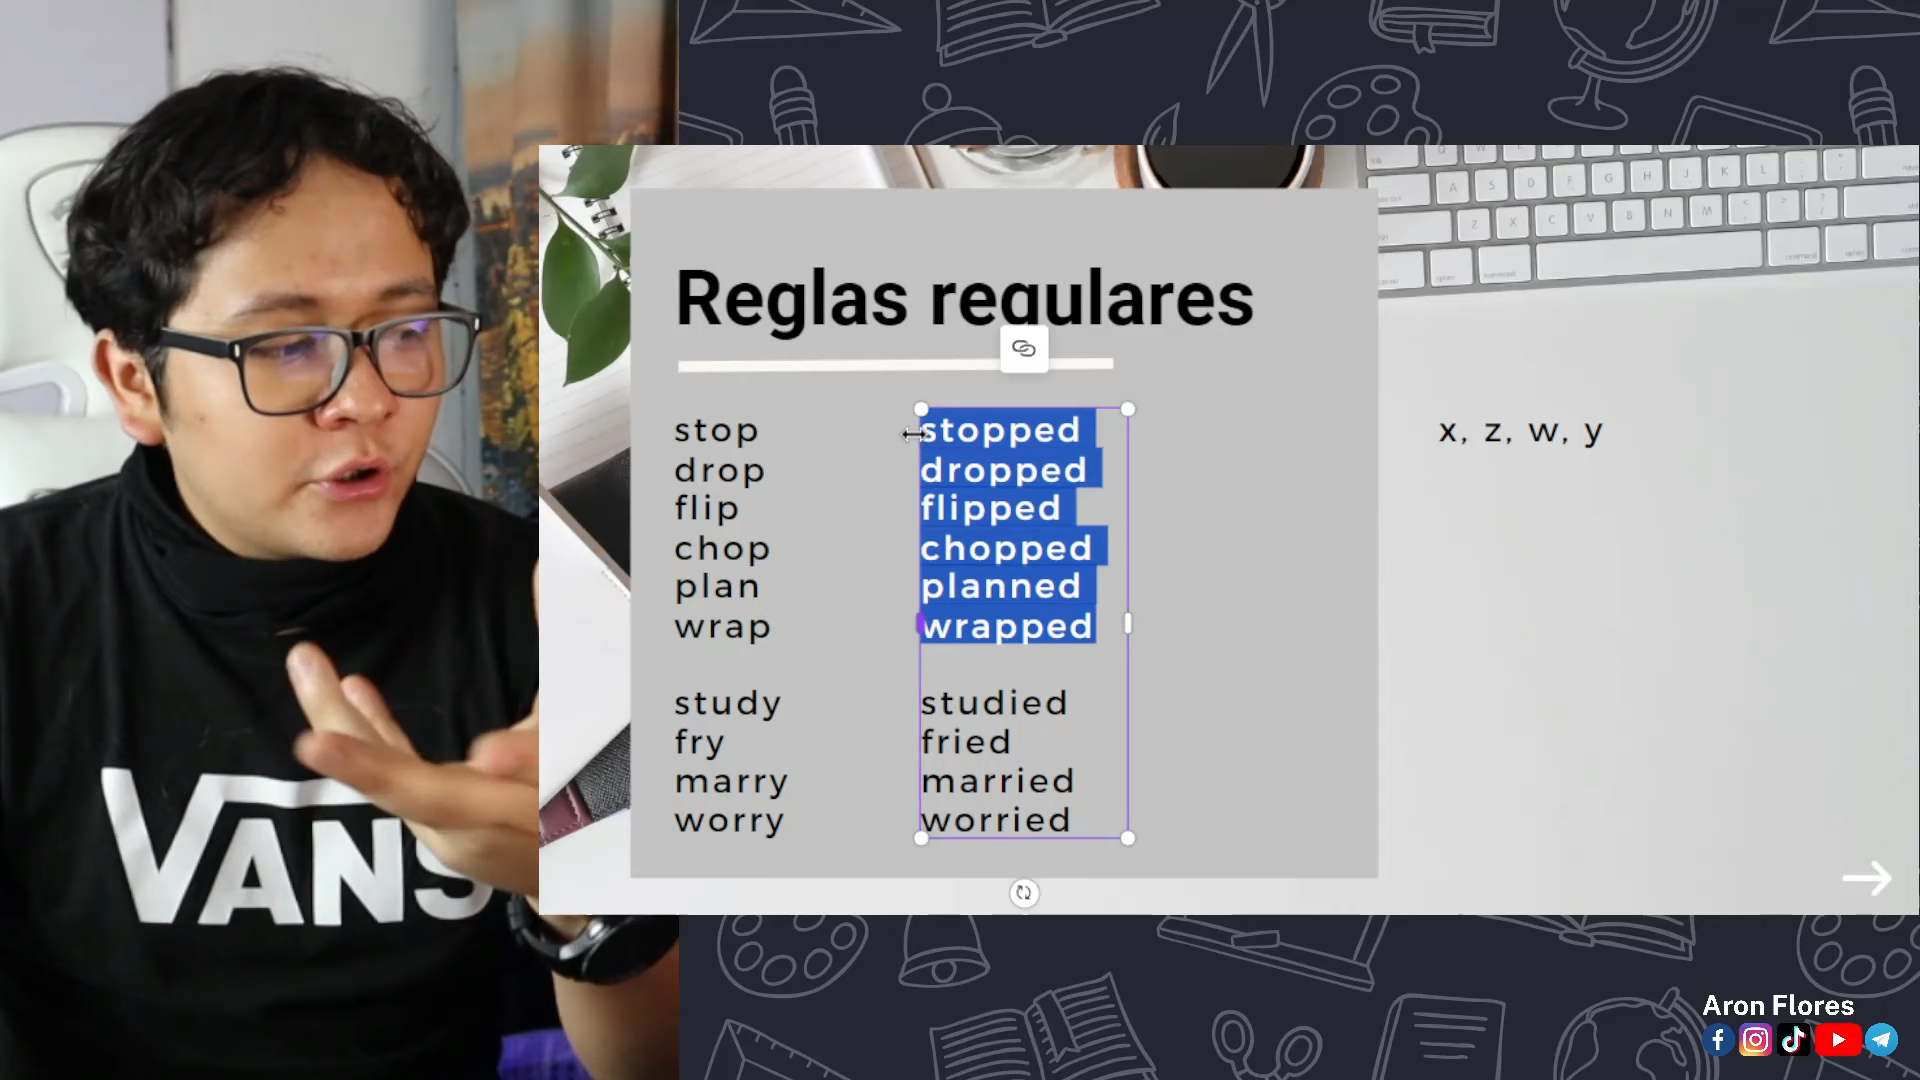 Reglas regulares
stop stopped
drop dropped
flip flipped
chop chopped
plan planned
wrap wrapped
study studied
fry fried
marry married
worry worried
x, z, w, y
VANS
A S D F G H J K L
Z X C V B N M
Aron Flores